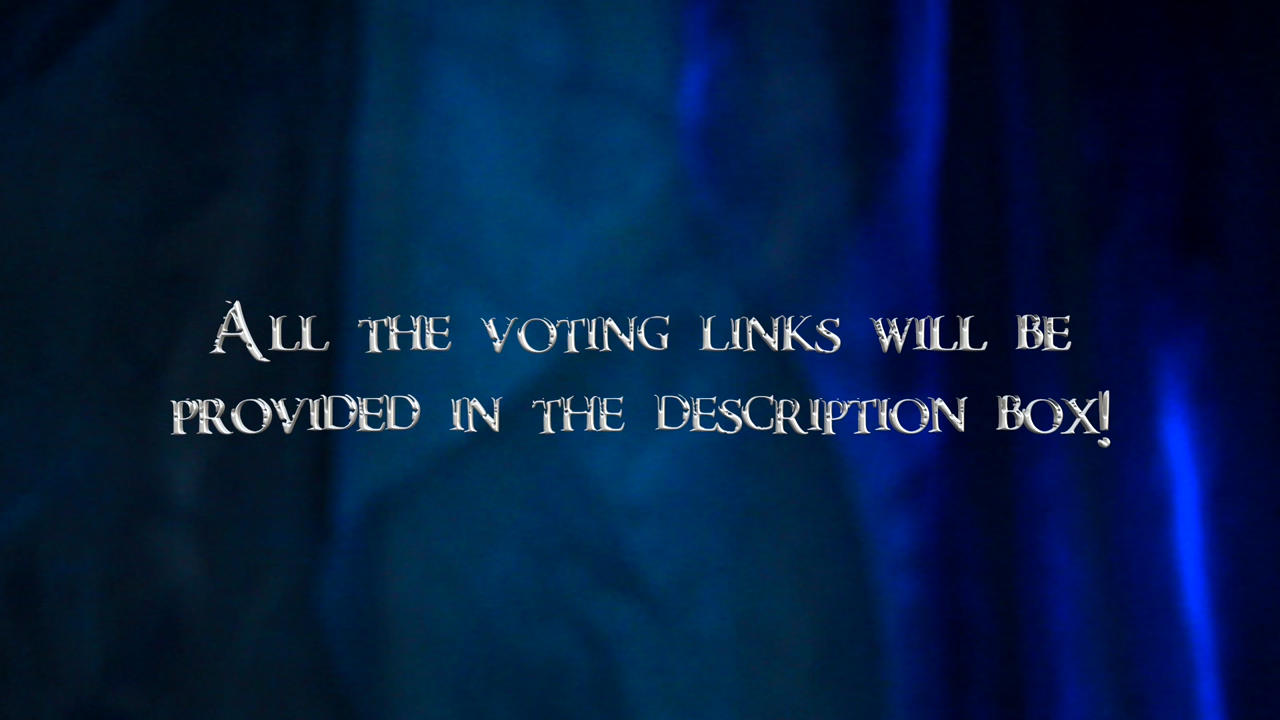 All the voting links will be
provided in the description box!